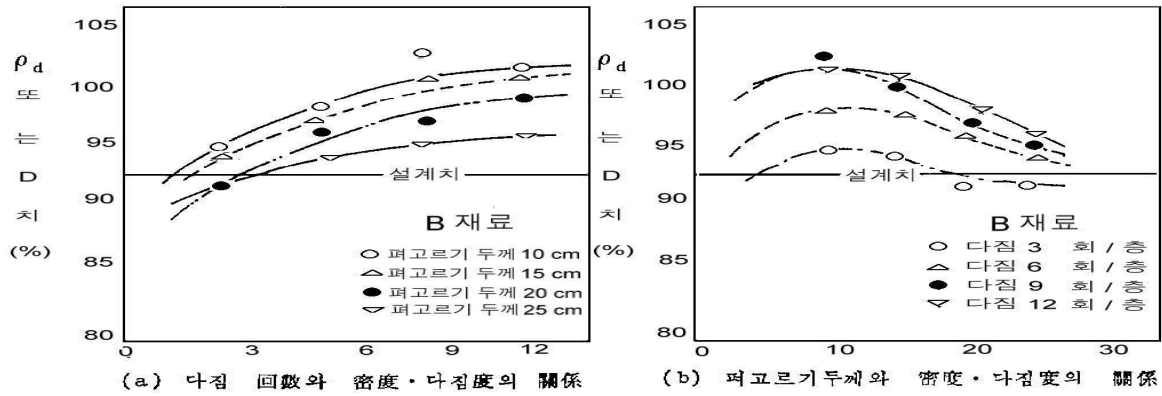 105
100
95
90
85
80
ρd
또
는
D
치
(%)
설계치
B 재료
펴고르기 두께 10 cm
펴고르기 두께 15 cm
펴고르기 두께 20 cm
펴고르기 두께 25 cm
0 3 6 9 12
(a) 다짐 回數와 密度·다짐度의 關係
105
100
95
90
85
80
ρd
또
는
D
치
(%)
설계치
B 재료
다짐 3 회 / 층
다짐 6 회 / 층
다짐 9 회 / 층
다짐 12 회 / 층
0 10 20 30
(b) 펴고르기두께와 密度·다짐度의 關係